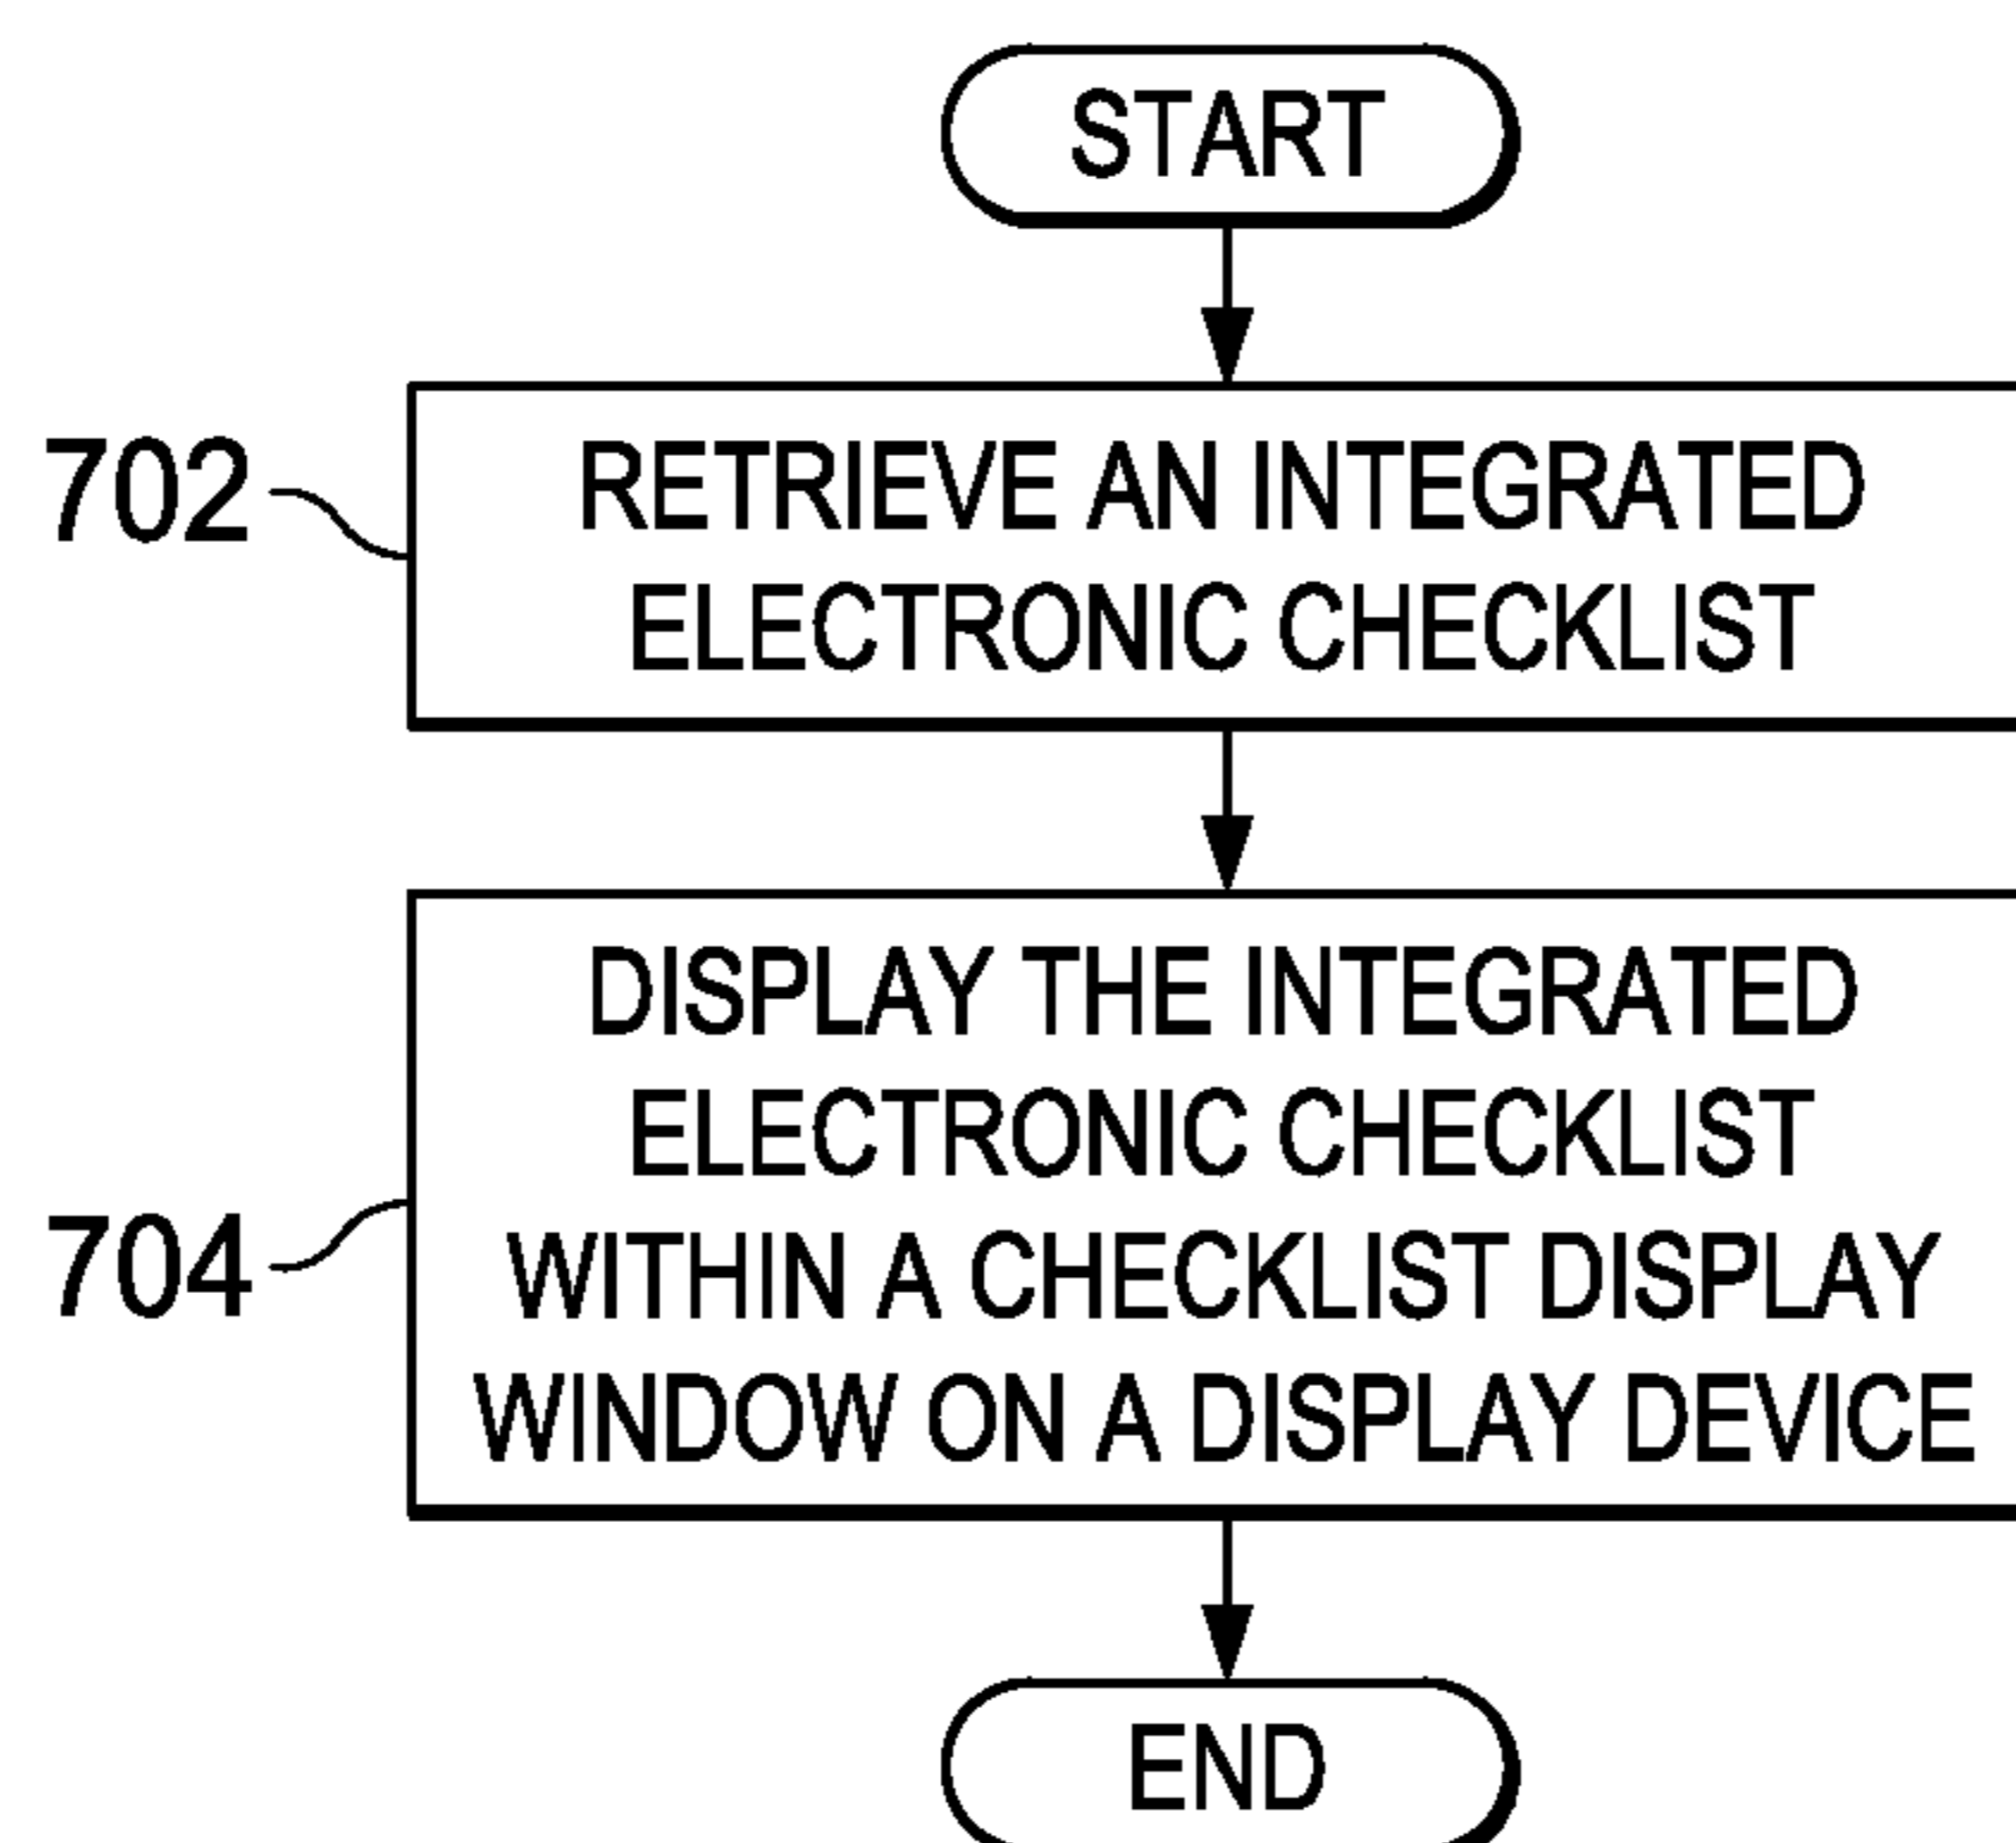 START
702
RETRIEVE AN INTEGRATED
ELECTRONIC CHECKLIST
704
DISPLAY THE INTEGRATED
ELECTRONIC CHECKLIST
WITHIN A CHECKLIST DISPLAY
WINDOW ON A DISPLAY DEVICE
END